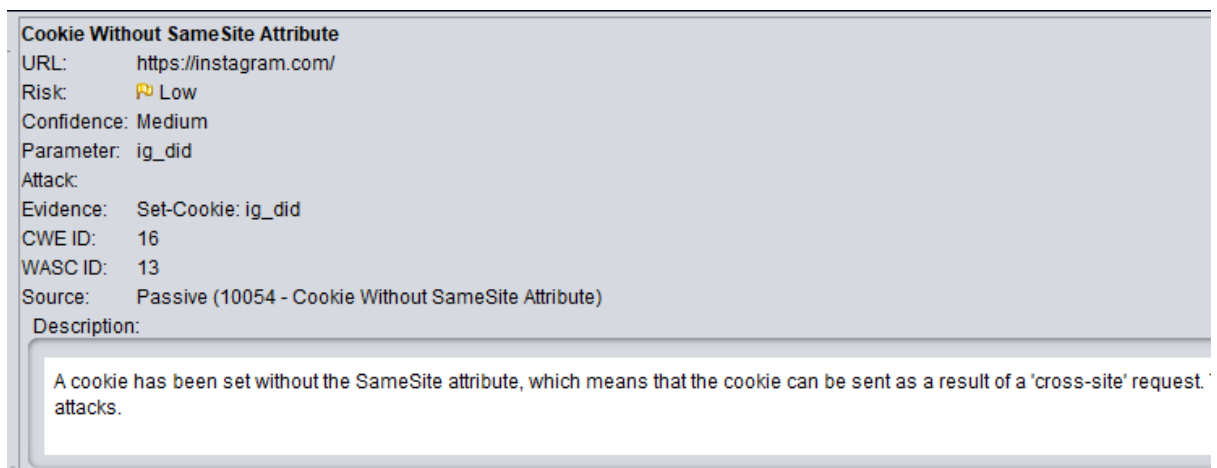 Cookie Without SameSite Attribute
URL: https://instagram.com/
Risk: Low
Confidence: Medium
Parameter: ig_did
Attack:
Evidence: Set-Cookie: ig_did
CWE ID: 16
WASC ID: 13
Source: Passive (10054 - Cookie Without SameSite Attribute)
Description:
A cookie has been set without the SameSite attribute, which means that the cookie can be sent as a result of a 'cross-site' request.
attacks.